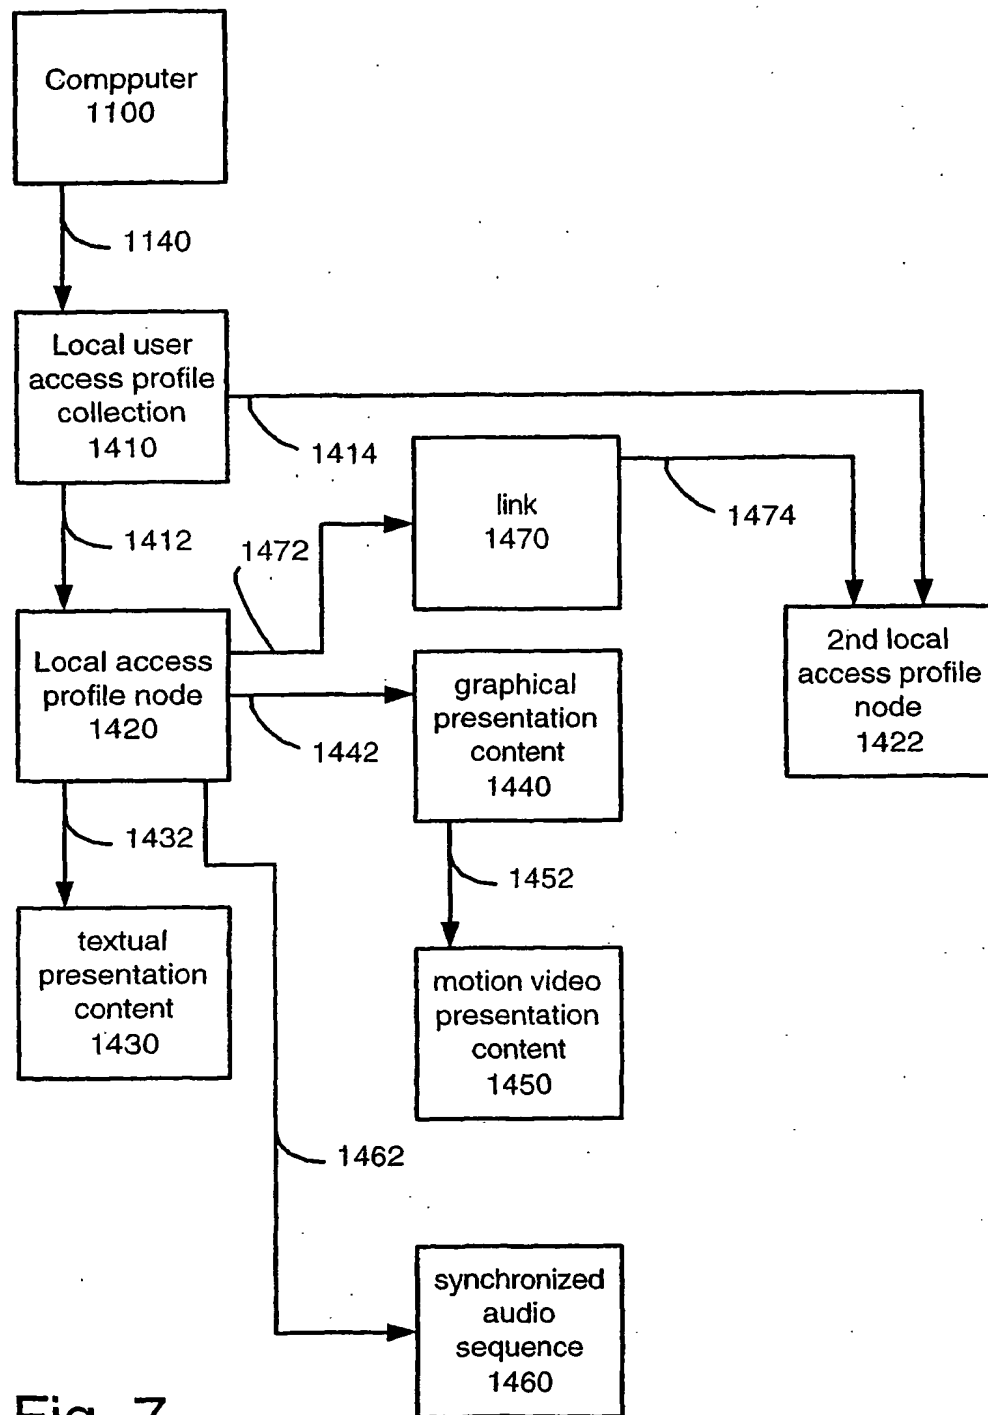 Compputer
1100
1140
Local user
access profile
collection
1410
1414
1412
link
1470
1474
1472
Local access
profile node
1420
1442
graphical
presentation
content
1440
2nd local
access profile
node
1422
1432
1452
textual
presentation
content
1430
motion video
presentation
content
1450
1462
synchronized
audio
sequence
1460
Fig. 7